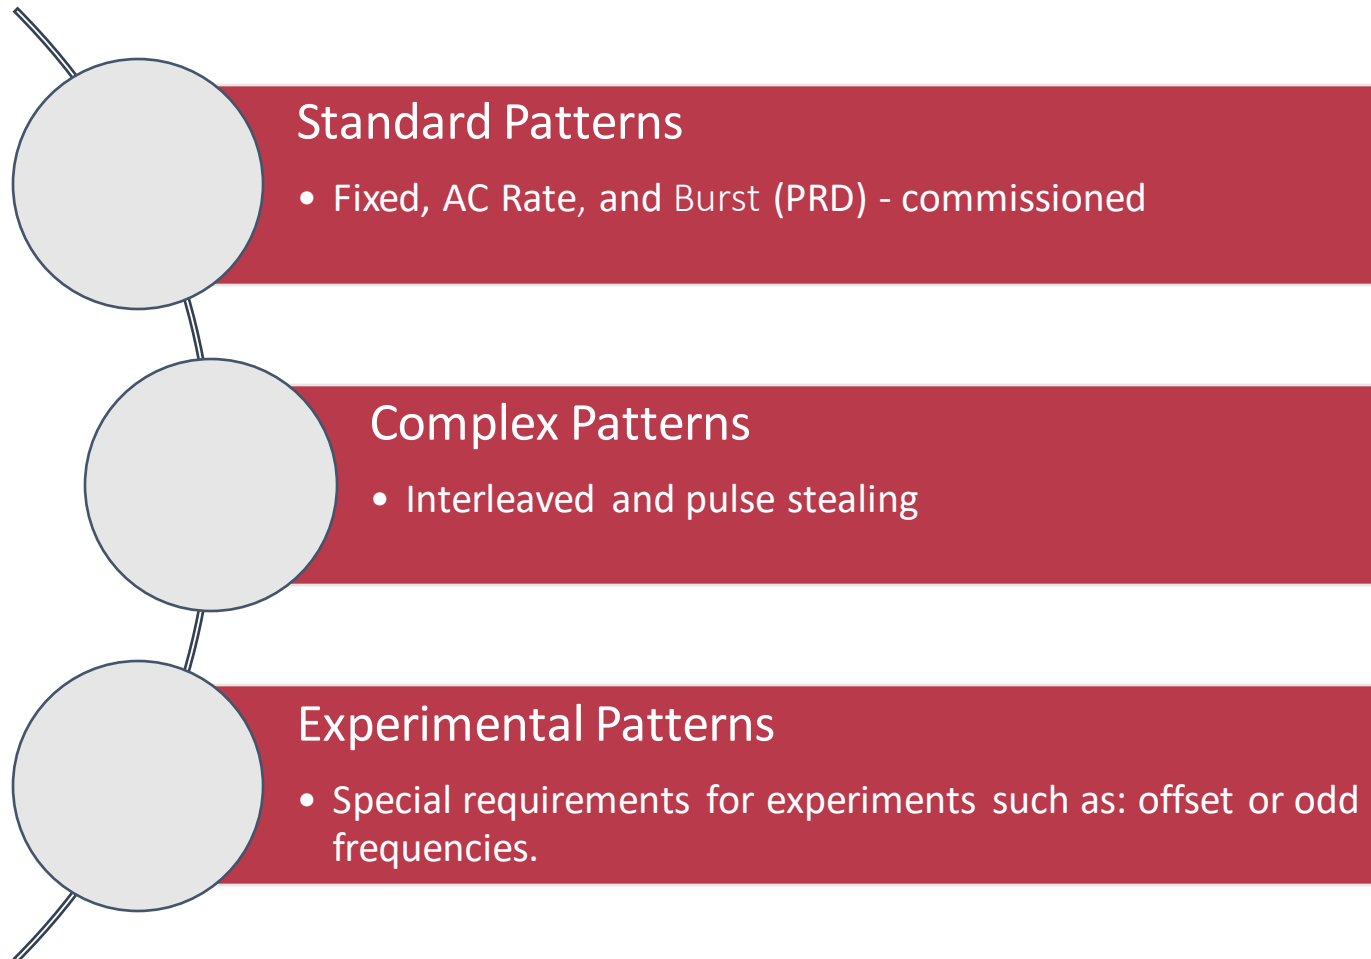 Standard Patterns
• Fixed, AC Rate, and Burst (PRD) - commissioned
Complex Patterns
• Interleaved and pulse stealing
Experimental Patterns
• Special requirements for experiments such as: offset or odd
frequencies.